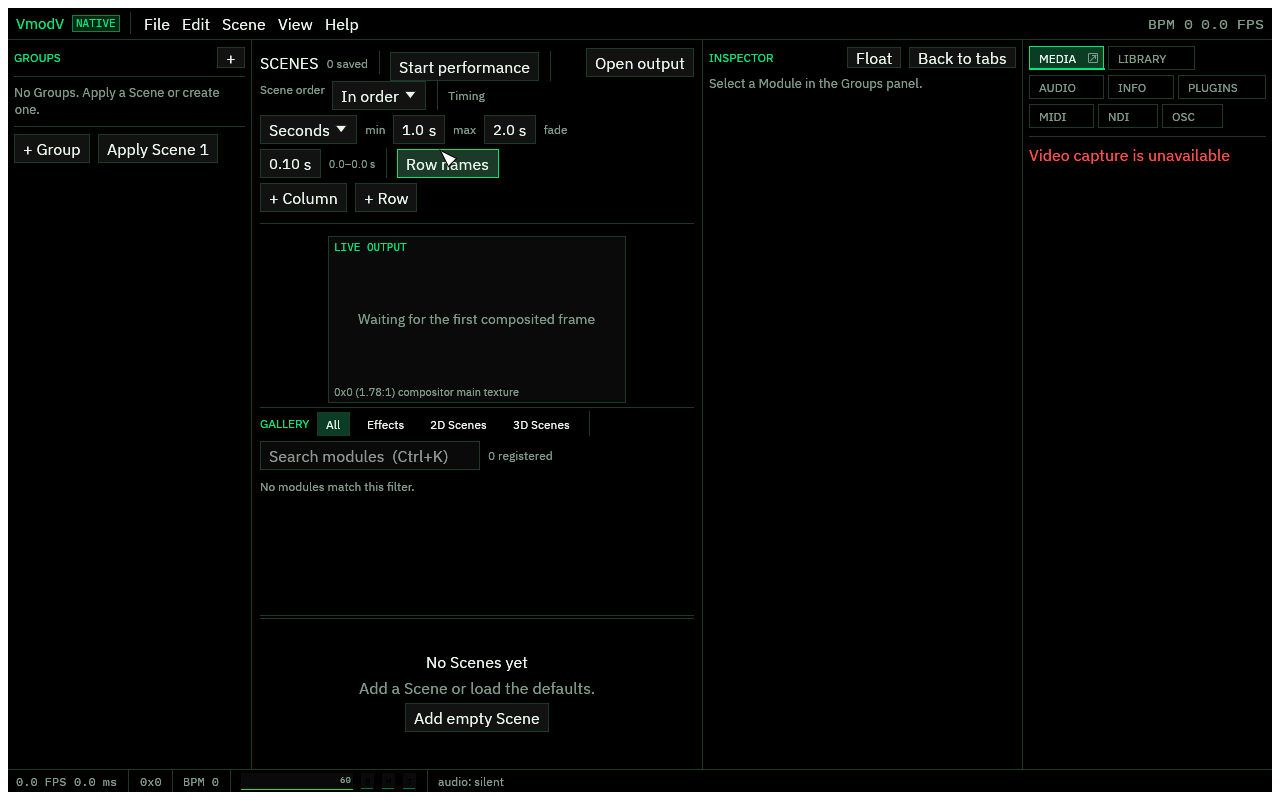 VmodV NATIVE File Edit Scene View Help BPM 0 0.0 FPS
GROUPS +
No Groups. Apply a Scene or create
one.
+ Group Apply Scene 1
SCENES 0 saved Start performance Open output
Scene order In order Timing
Seconds min 1.0 s max 2.0 s fade
0.10 s 0.0–0.0 s Row names
+ Column + Row
LIVE OUTPUT
Waiting for the first composited frame
0x0 (1.78:1) compositor main texture
GALLERY All Effects 2D Scenes 3D Scenes
Search modules (Ctrl+K) 0 registered
No modules match this filter.
No Scenes yet
Add a Scene or load the defaults.
Add empty Scene
INSPECTOR Float Back to tabs
Select a Module in the Groups panel.
MEDIA LIBRARY
AUDIO INFO PLUGINS
MIDI NDI OSC
Video capture is unavailable
0.0 FPS 0.0 ms 0x0 BPM 0 60 audio: silent